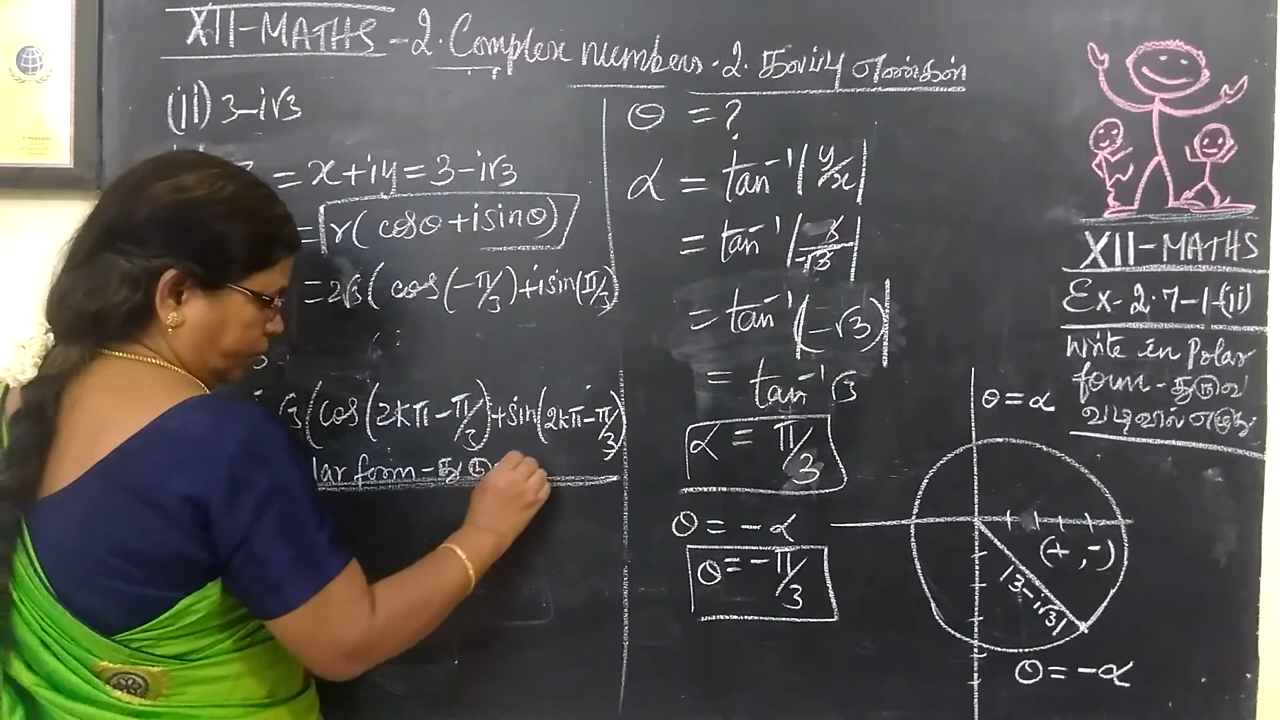 XII-MATHS - 2. Complex numbers - 2. கலப்பு எண்கள்
(ii) 3-i√3
= x+iy = 3-i√3
= r(cosθ+isinθ)
= 2√3(cos(-π/3)+isin(π/3)
√3(cos(2kπ-π/3)+isin(2kπ-π/3)
lar form - துரு
θ = ?
α = tan⁻¹|y/x|
= tan⁻¹|3/-√3|
= tan⁻¹|(-√3)|
= tan⁻¹√3
α = π/3
θ = -α
θ = -π/3
θ = α
(+,-)
|3-i√3|
θ = -α
XII-MATHS
Ex-2.7-1-(ii)
Write in Polar
form - துருவ
வடிவில் எழுது